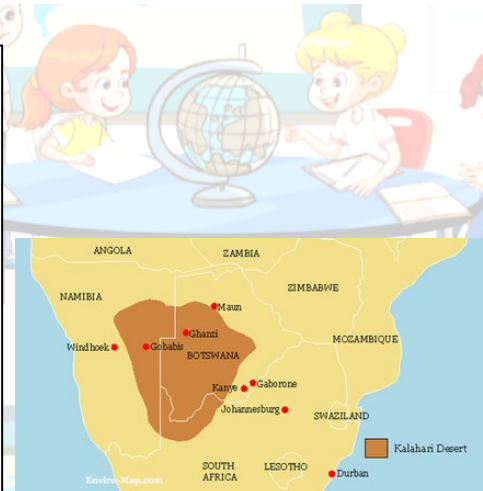 ANGOLA
ZAMBIA
ZIMBABWE
NAMIBIA
Maun
Ghanzi
MOZAMBIQUE
Windhoek
Gobabis
BOTSWANA
Kanye
Gaborone
Johannesburg
SWAZILAND
Kalahari Desert
SOUTH
AFRICA
LESOTHO
Durban
Enviro-Map.com